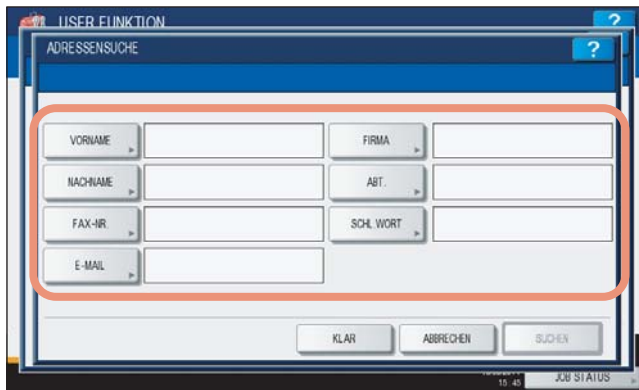 USER FUNKTION
?
ADRESSENSUCHE
?
VORNAME
FIRMA
NACHNAME
ABT.
FAX-NR.
SCHL.WORT
E-MAIL
KLAR
ABBRECHEN
SUCHEN
15:45
JOB STATUS